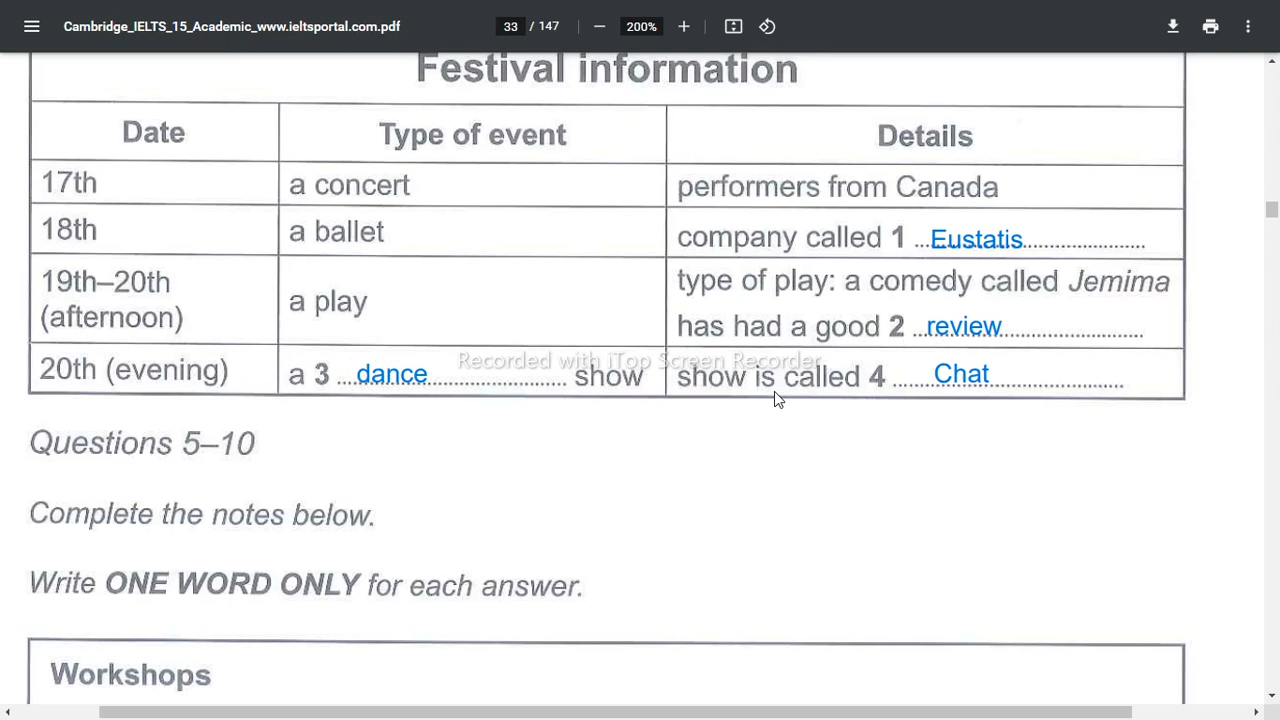 Cambridge_IELTS_15_Academic_www.ieltsportal.com.pdf 33 / 147 200%
Festival information
Date Type of event Details
17th a concert performers from Canada
18th a ballet company called 1 Eustatis
19th–20th (afternoon) a play type of play: a comedy called Jemima
has had a good 2 review
Recorded with iTop Screen Recorder
20th (evening) a 3 dance show show is called 4 Chat
Questions 5–10
Complete the notes below.
Write ONE WORD ONLY for each answer.
Workshops